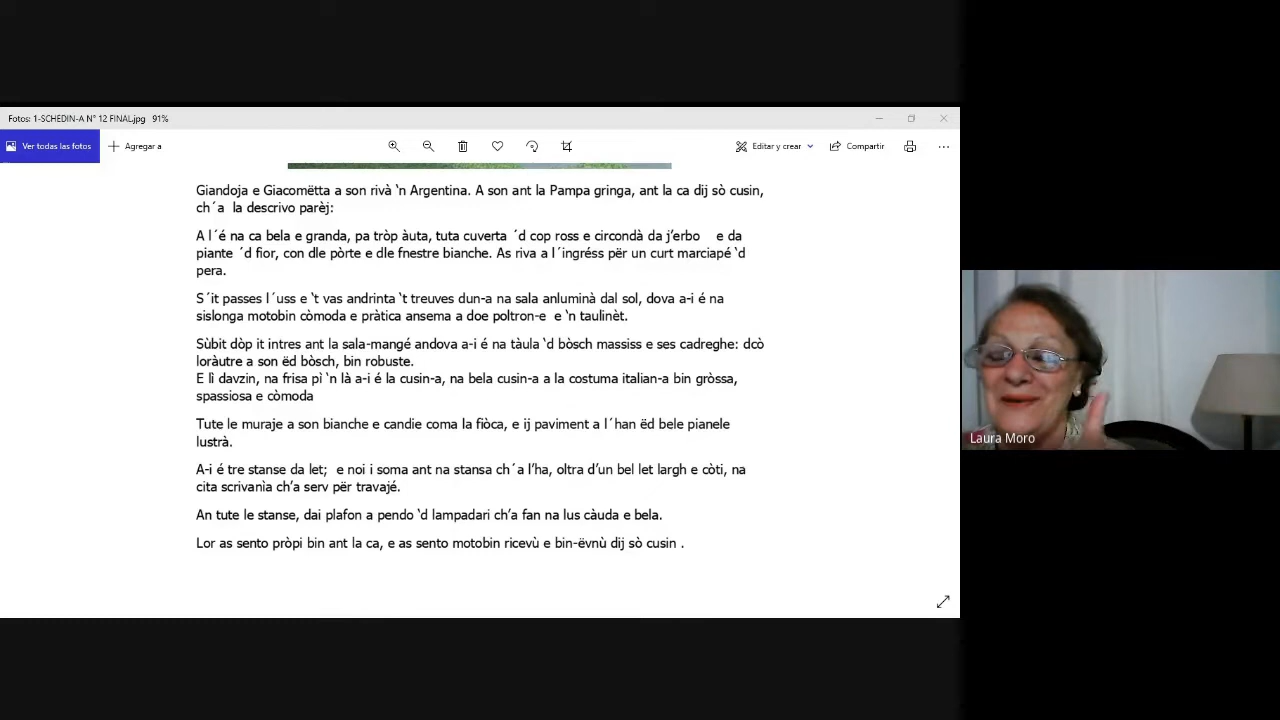 Fotos: 1-SCHEDIN-A N° 12 FINAL.jpg 91%
Ver todas las fotos
Agregar a
Editar y crear
Compartir
Giandoja e Giacomëtta a son rivà ‘n Argentina. A son ant la Pampa gringa, ant la ca dij sò cusin,
ch´a la descrivo parèj:
A l´é na ca bela e granda, pa tròp àuta, tuta cuverta ´d cop ross e circondà da j’erbo e da
piante ´d fior, con dle pòrte e dle fnestre bianche. As riva a l´ingréss për un curt marciapé ‘d
pera.
S´it passes l´uss e ‘t vas andrinta ‘t treuves dun-a na sala anluminà dal sol, dova a-i é na
sislonga motobin còmoda e pràtica ansema a doe poltron-e e ‘n taulinèt.
Sùbit dòp it intres ant la sala-mangé andova a-i é na tàula ‘d bòsch massiss e ses cadreghe: dcò
loràutre a son ëd bòsch, bin robuste.
E lì davzin, na frisa pì ‘n là a-i é la cusin-a, na bela cusin-a a la costuma italian-a bin gròssa,
spassiosa e còmoda
Tute le muraje a son bianche e candie coma la fiòca, e ij paviment a l´han ëd bele pianele
lustrà.
A-i é tre stanse da let; e noi i soma ant na stansa ch´a l’ha, oltra d’un bel let largh e còti, na
cita scrivanìa ch’a serv për travajé.
An tute le stanse, dai plafon a pendo ‘d lampadari ch’a fan na lus càuda e bela.
Lor as sento pròpi bin ant la ca, e as sento motobin ricevù e bin-ëvnù dij sò cusin .
Laura Moro